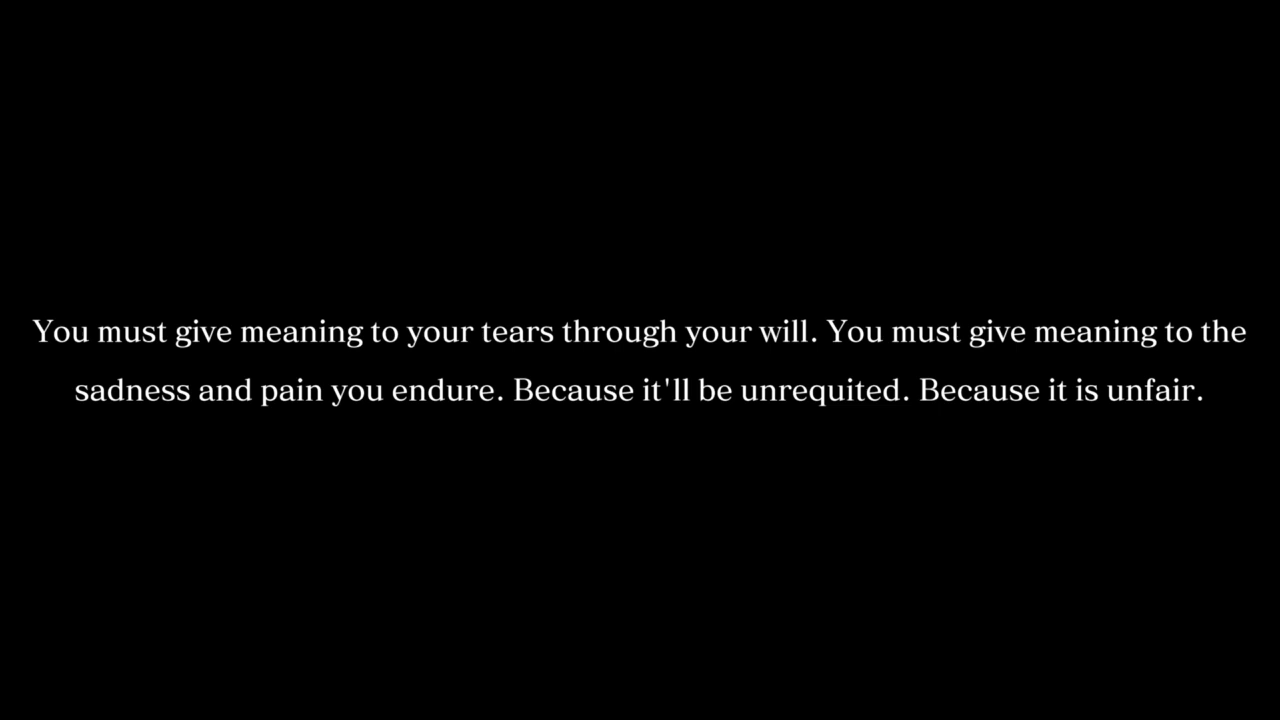 You must give meaning to your tears through your will. You must give meaning to the
sadness and pain you endure. Because it'll be unrequited. Because it is unfair.